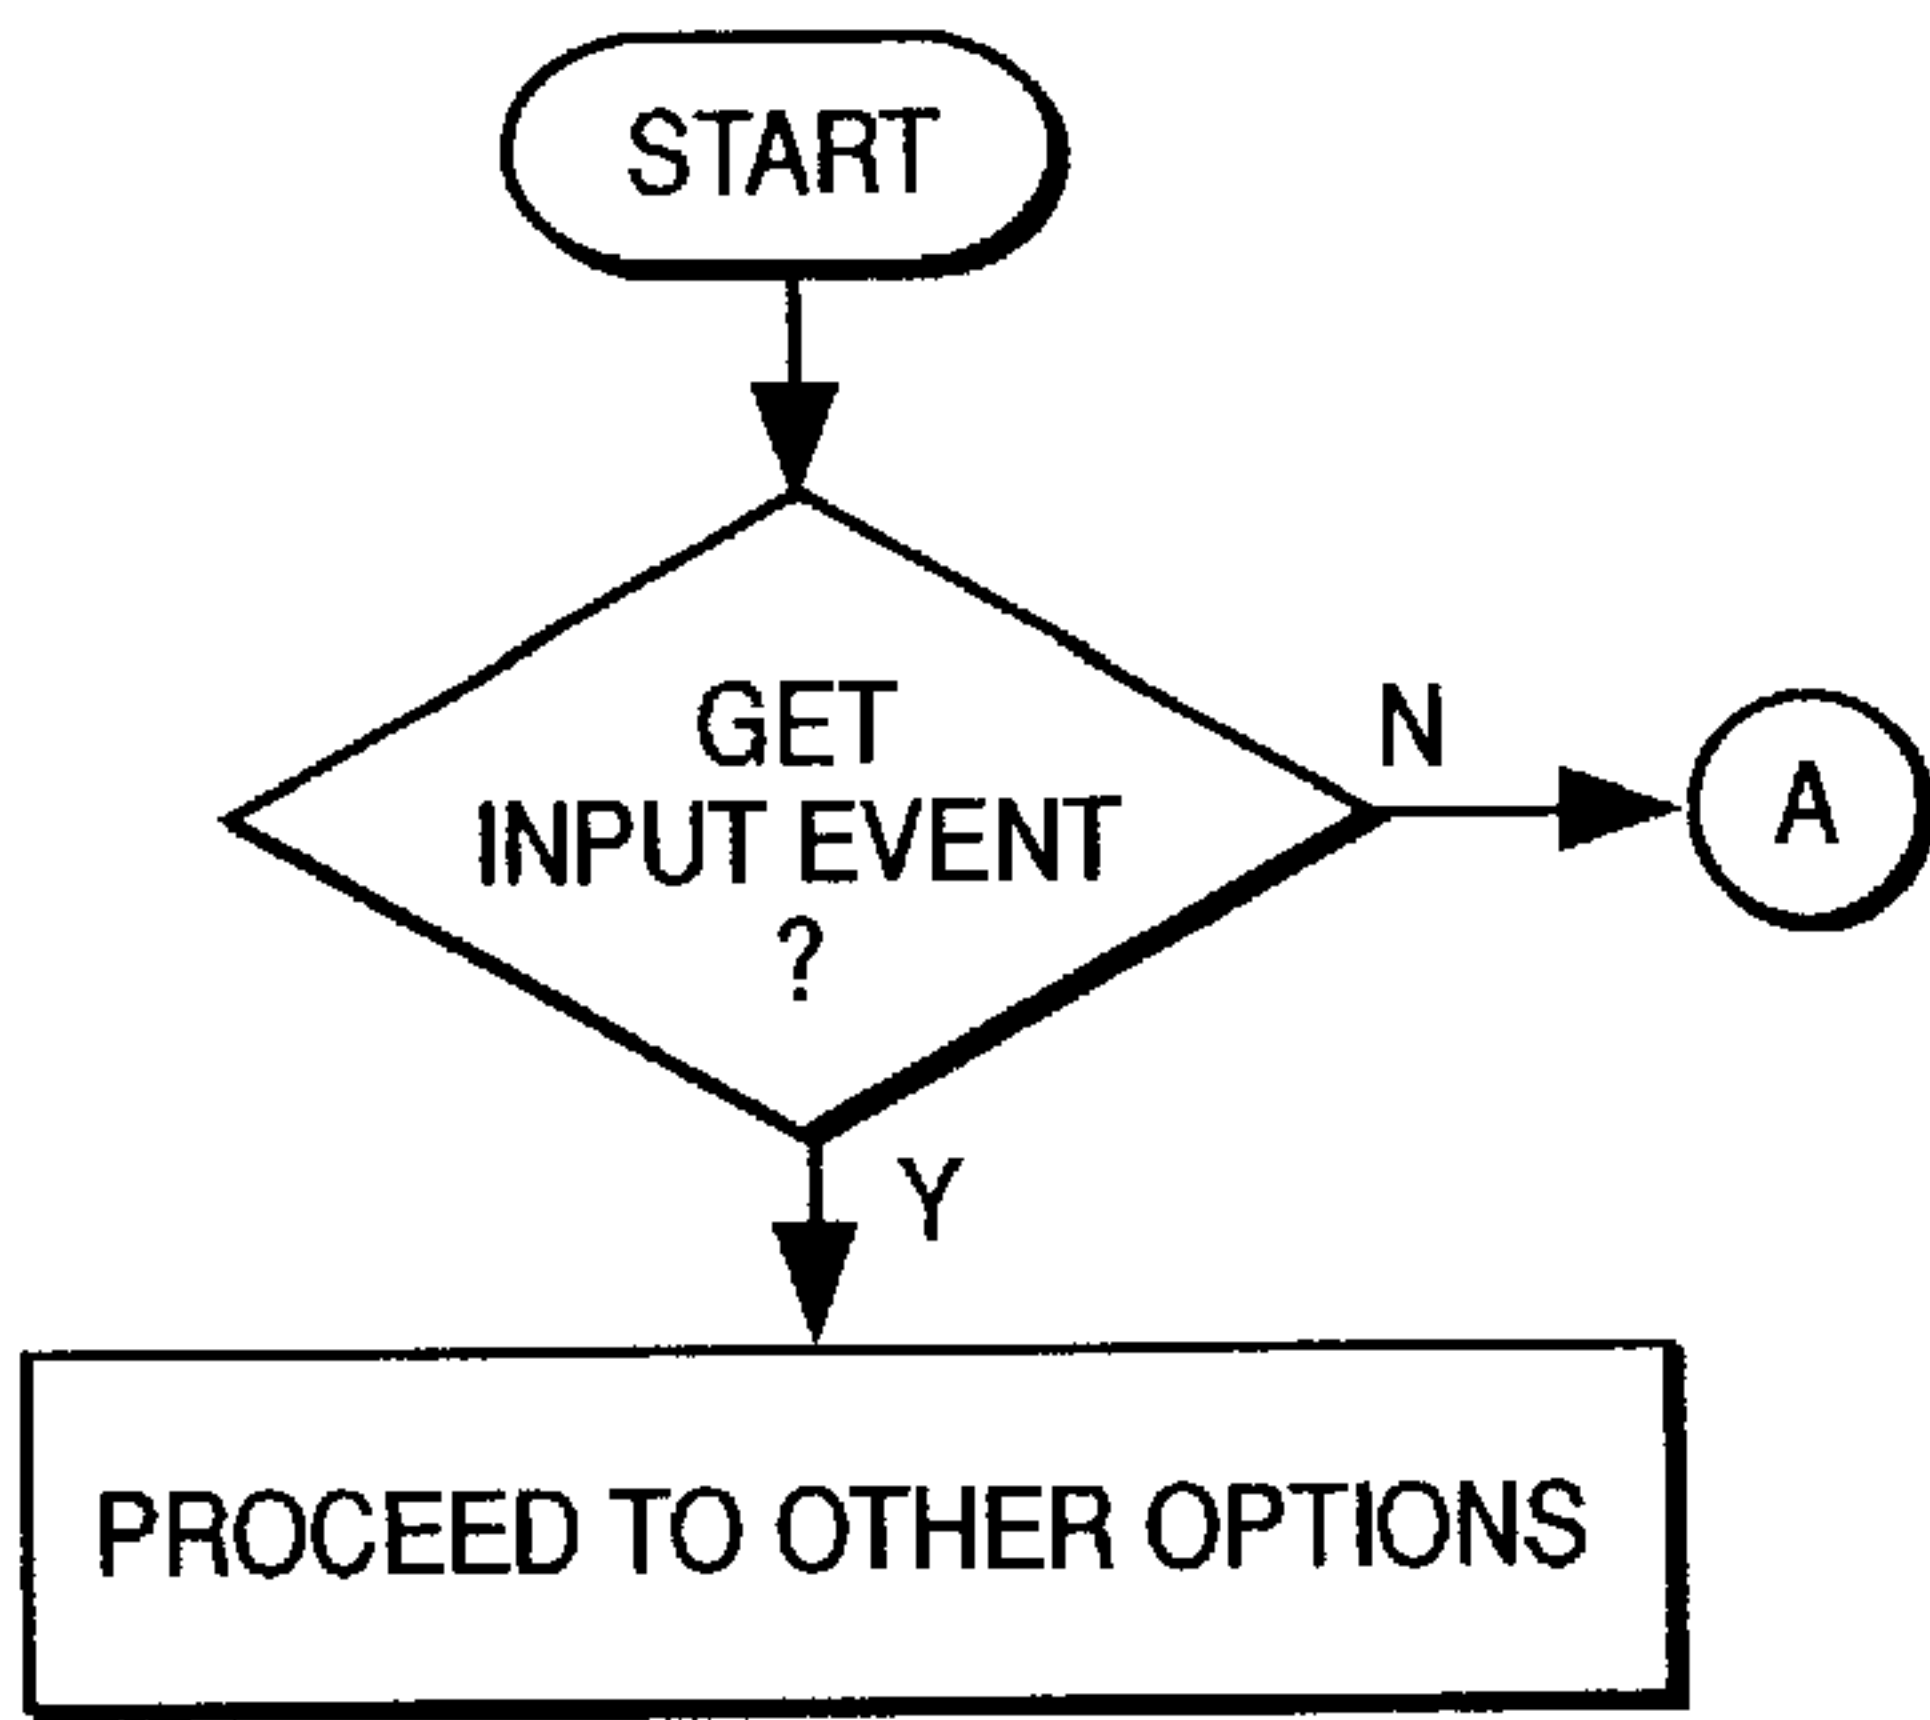 START
GET
INPUT EVENT
?
N
A
Y
PROCEED TO OTHER OPTIONS